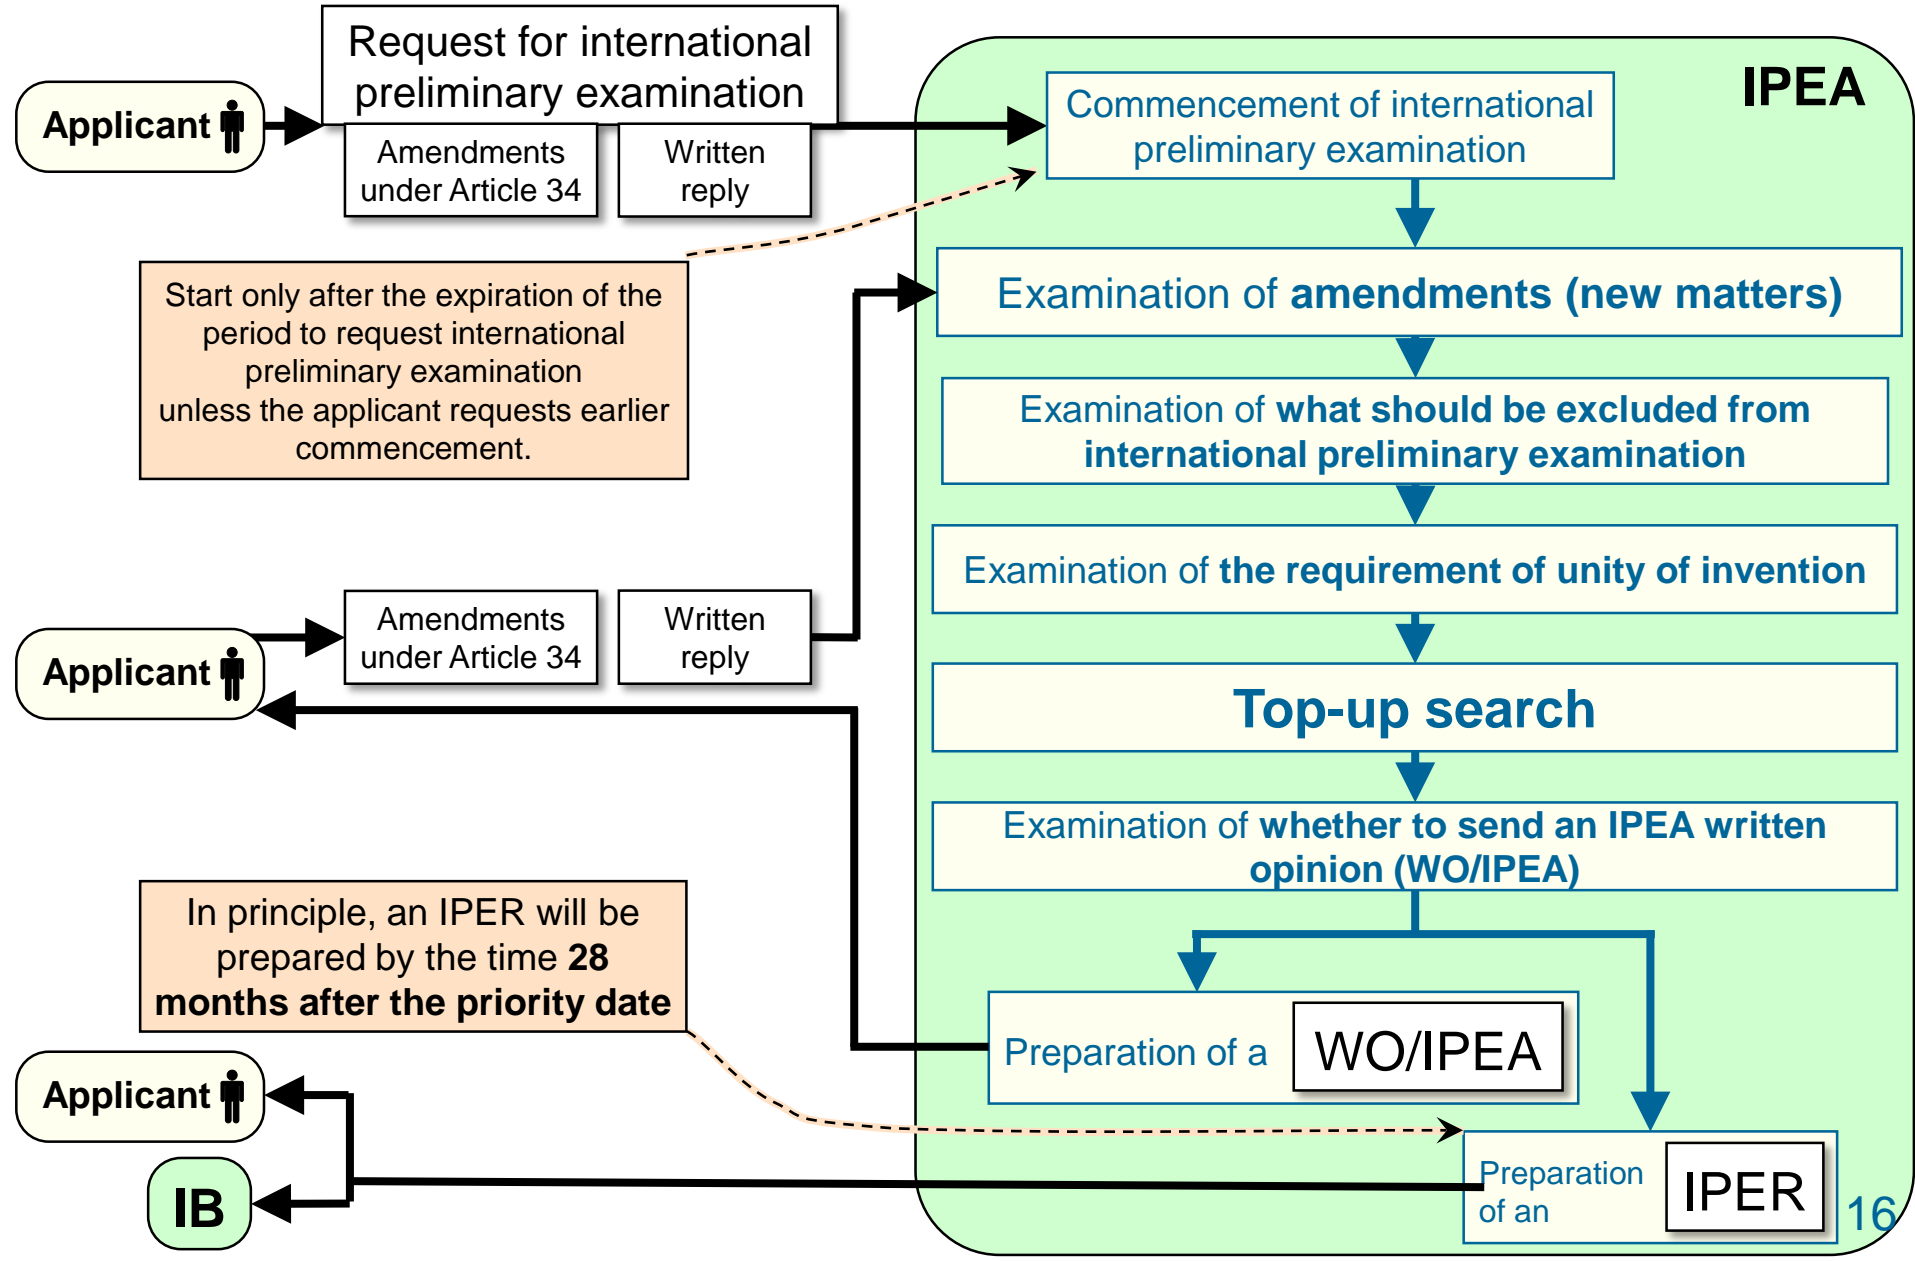 Request for international
preliminary examination
Applicant
Amendments
under Article 34
Written
reply
IPEA
Commencement of international
preliminary examination
Start only after the expiration of the
period to request international
preliminary examination
unless the applicant requests earlier
commencement.
Examination of amendments (new matters)
Examination of what should be excluded from
international preliminary examination
Examination of the requirement of unity of invention
Applicant
Amendments
under Article 34
Written
reply
Top-up search
Examination of whether to send an IPEA written
opinion (WO/IPEA)
In principle, an IPER will be
prepared by the time 28
months after the priority date
Preparation of a
WO/IPEA
Applicant
IB
Preparation
of an
IPER
16